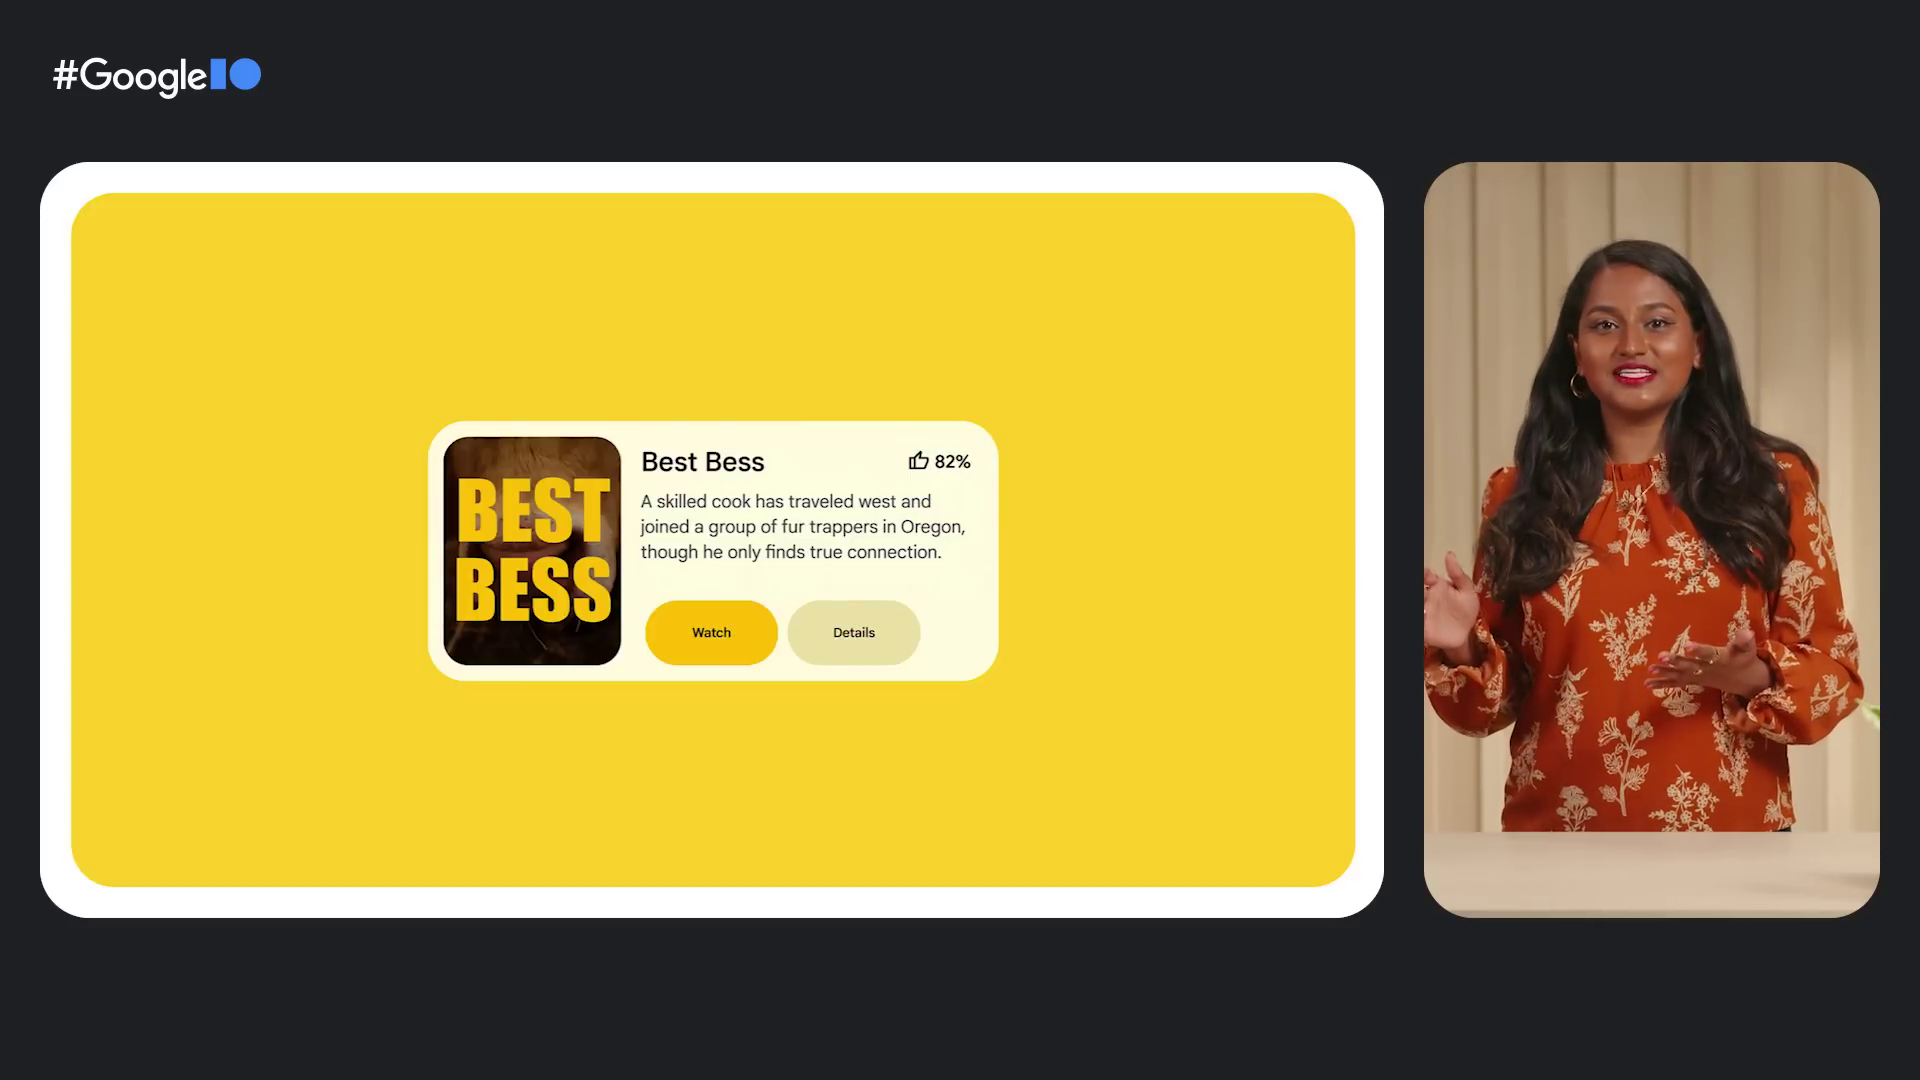 #GoogleIO
BEST
BESS
Best Bess
82%
A skilled cook has traveled west and
joined a group of fur trappers in Oregon,
though he only finds true connection.
Watch
Details